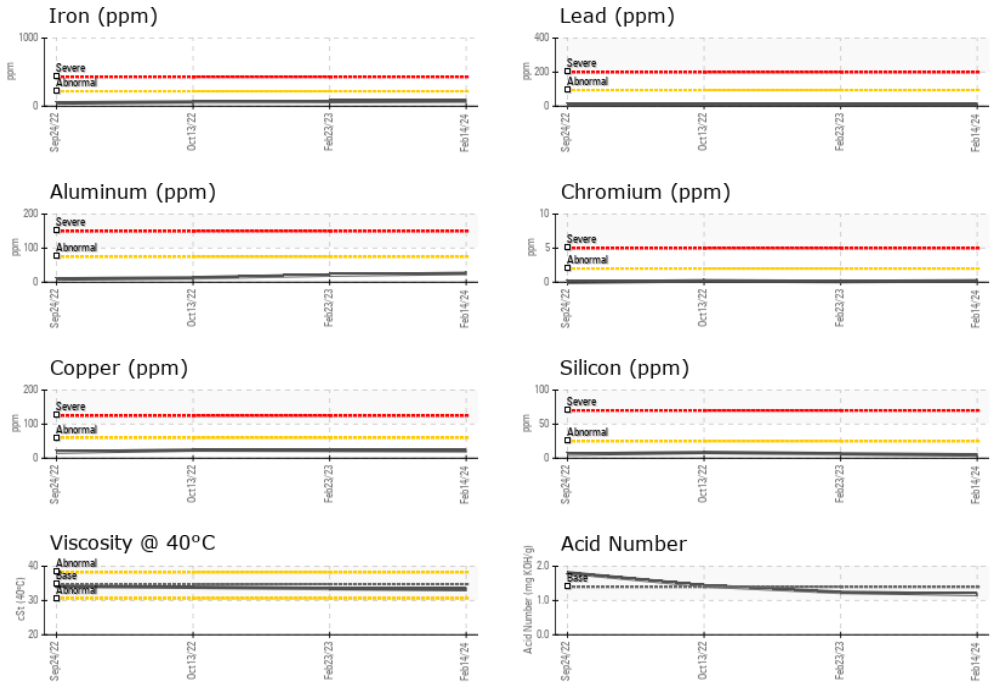 Iron (ppm)
1000
0
ppm
Severe
Abnormal
Sep24/22
Oct13/22
Feb23/23
Feb14/24
Lead (ppm)
400
200
0
ppm
Severe
Abnormal
Sep24/22
Oct13/22
Feb23/23
Feb14/24
Aluminum (ppm)
200
100
0
ppm
Severe
Abnormal
Sep24/22
Oct13/22
Feb23/23
Feb14/24
Chromium (ppm)
10
5
0
ppm
Severe
Abnormal
Sep24/22
Oct13/22
Feb23/23
Feb14/24
Copper (ppm)
200
100
0
ppm
Severe
Abnormal
Sep24/22
Oct13/22
Feb23/23
Feb14/24
Silicon (ppm)
100
50
0
ppm
Severe
Abnormal
Sep24/22
Oct13/22
Feb23/23
Feb14/24
Viscosity @ 40°C
40
30
20
cSt (40°C)
Abnormal
Base
Abnormal
Sep24/22
Oct13/22
Feb23/23
Feb14/24
Acid Number
2.0
1.0
0.0
Acid Number (mg KOH/g)
Base
Sep24/22
Oct13/22
Feb23/23
Feb14/24